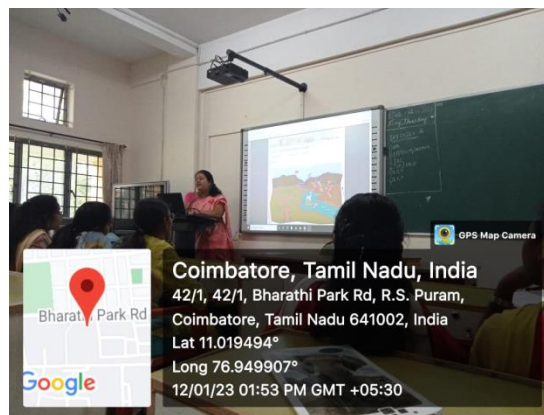 GPS Map Camera
Bharathi Park Rd
Google
Coimbatore, Tamil Nadu, India
42/1, 42/1, Bharathi Park Rd, R.S. Puram,
Coimbatore, Tamil Nadu 641002, India
Lat 11.019494°
Long 76.949907°
12/01/23 01:53 PM GMT +05:30